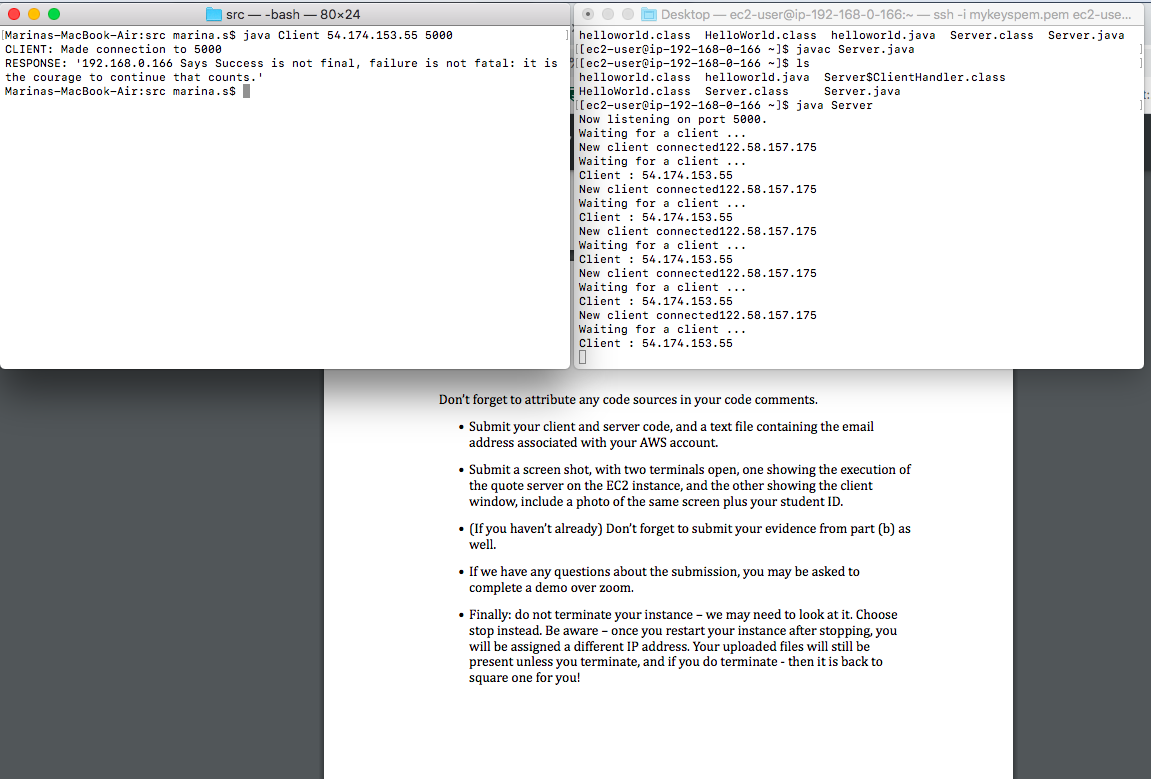 src — -bash — 80×24
[Marinas-MacBook-Air:src marina.s$ java Client 54.174.153.55 5000 ]
CLIENT: Made connection to 5000
RESPONSE: '192.168.0.166 Says Success is not final, failure is not fatal: it is
the courage to continue that counts.'
Marinas-MacBook-Air:src marina.s$
Desktop — ec2-user@ip-192-168-0-166:~ — ssh -i mykeyspem.pem ec2-use...
helloworld.class HelloWorld.class helloworld.java Server.class Server.java
[[ec2-user@ip-192-168-0-166 ~]$ javac Server.java ]
[[ec2-user@ip-192-168-0-166 ~]$ ls ]
helloworld.class helloworld.java Server$ClientHandler.class
HelloWorld.class Server.class Server.java
[[ec2-user@ip-192-168-0-166 ~]$ java Server ]
Now listening on port 5000.
Waiting for a client ...
New client connected122.58.157.175
Waiting for a client ...
Client : 54.174.153.55
New client connected122.58.157.175
Waiting for a client ...
Client : 54.174.153.55
New client connected122.58.157.175
Waiting for a client ...
Client : 54.174.153.55
New client connected122.58.157.175
Waiting for a client ...
Client : 54.174.153.55
New client connected122.58.157.175
Waiting for a client ...
Client : 54.174.153.55
Don’t forget to attribute any code sources in your code comments.
• Submit your client and server code, and a text file containing the email
address associated with your AWS account.
• Submit a screen shot, with two terminals open, one showing the execution of
the quote server on the EC2 instance, and the other showing the client
window, include a photo of the same screen plus your student ID.
• (If you haven’t already) Don’t forget to submit your evidence from part (b) as
well.
• If we have any questions about the submission, you may be asked to
complete a demo over zoom.
• Finally: do not terminate your instance – we may need to look at it. Choose
stop instead. Be aware – once you restart your instance after stopping, you
will be assigned a different IP address. Your uploaded files will still be
present unless you terminate, and if you do terminate - then it is back to
square one for you!